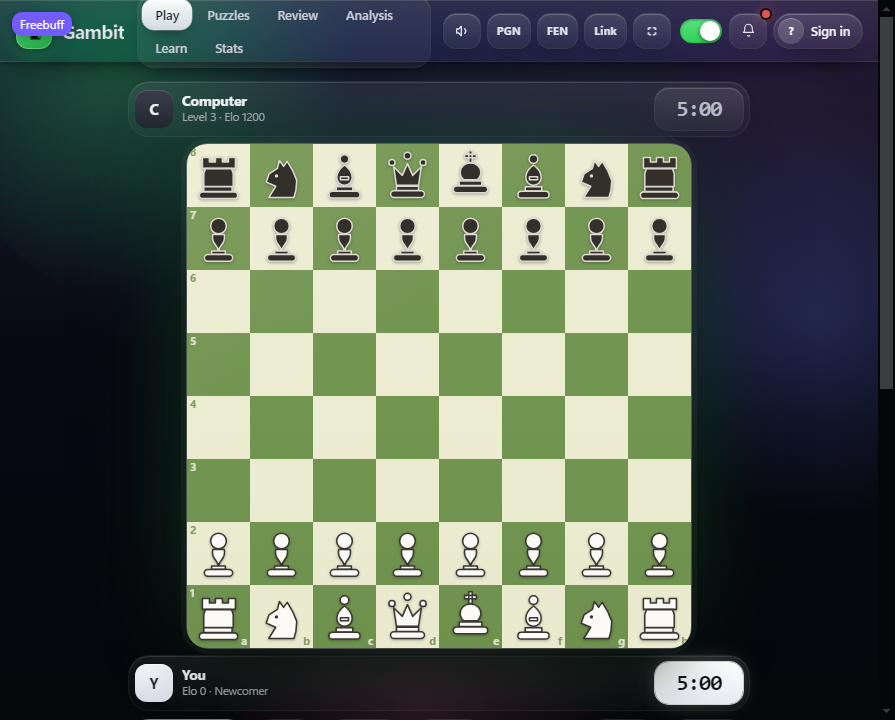 Freebuff
Gambit
Play
Puzzles
Review
Analysis
Learn
Stats
PGN
FEN
Link
?
Sign in
C
Computer
Level 3 · Elo 1200
5:00
8
7
6
5
4
3
2
1
a
b
c
d
e
f
g
h
Y
You
Elo 0 · Newcomer
5:00